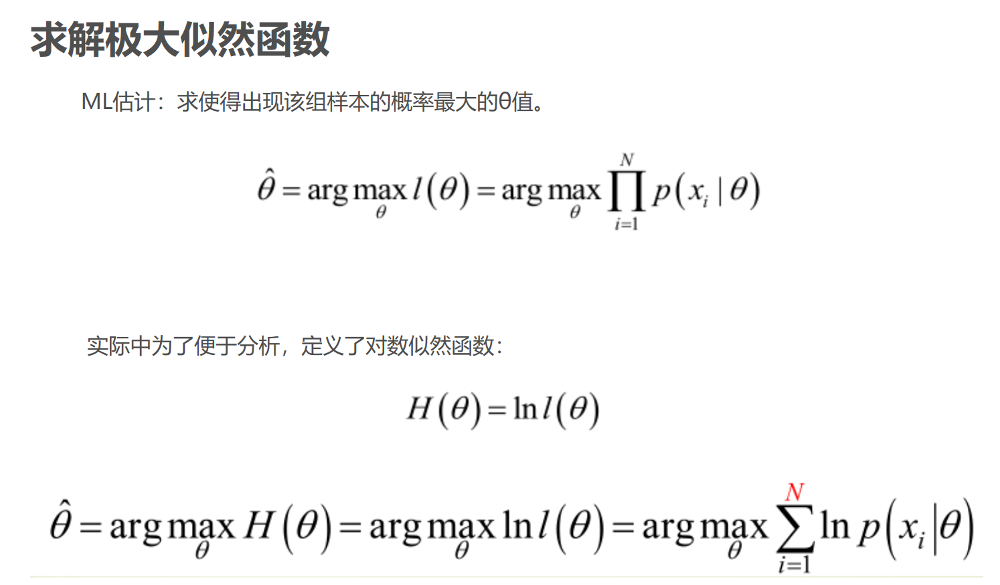 求解极大似然函数
ML估计：求使得出现该组样本的概率最大的θ值。
$\hat{\theta} = \arg\max_{\theta} l(\theta) = \arg\max_{\theta} \prod_{i=1}^{N} p(x_i | \theta)$
实际中为了便于分析，定义了对数似然函数：
$H(\theta) = \ln l(\theta)$
$\hat{\theta} = \arg\max_{\theta} H(\theta) = \arg\max_{\theta} \ln l(\theta) = \arg\max_{\theta} \sum_{i=1}^{N} \ln p(x_i | \theta)$